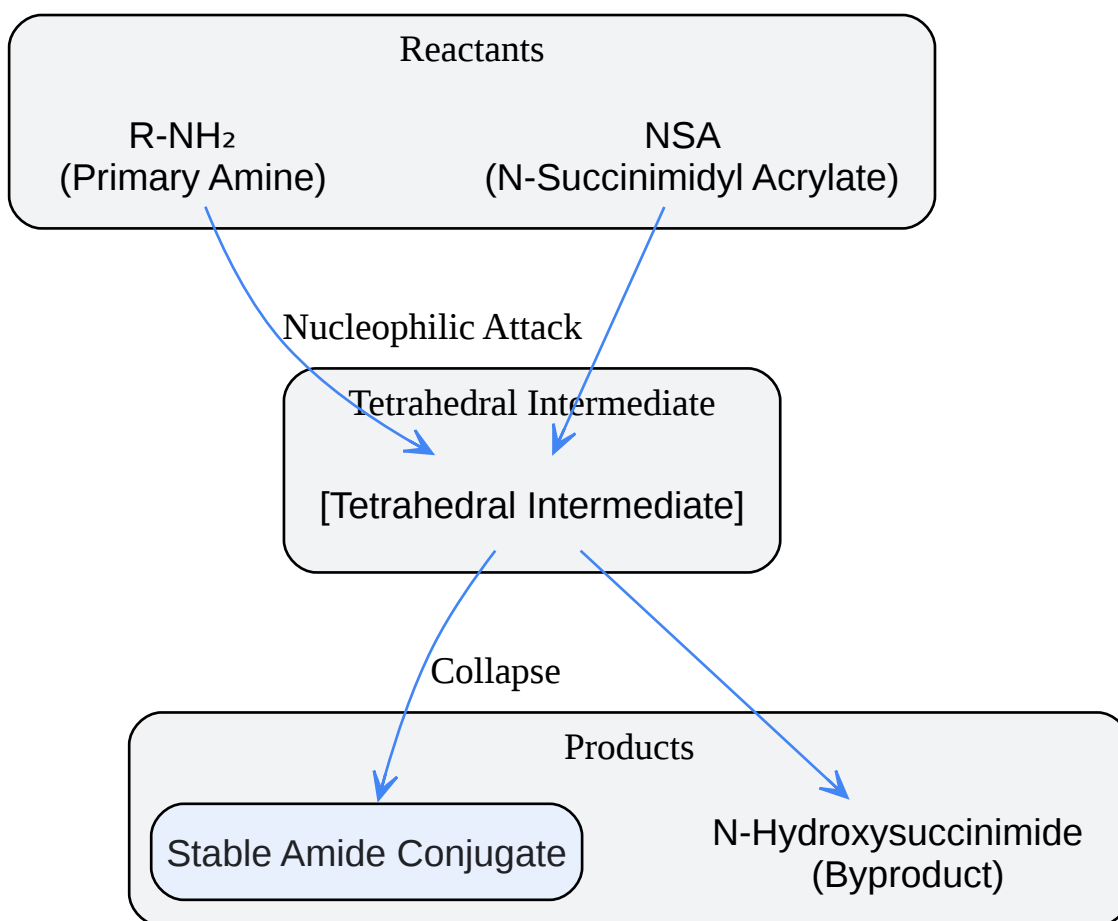 Reactants
R-NH₂
(Primary Amine)
NSA
(N-Succinimidyl Acrylate)
Nucleophilic Attack
Tetrahedral Intermediate
[Tetrahedral Intermediate]
Collapse
Products
Stable Amide Conjugate
N-Hydroxysuccinimide
(Byproduct)